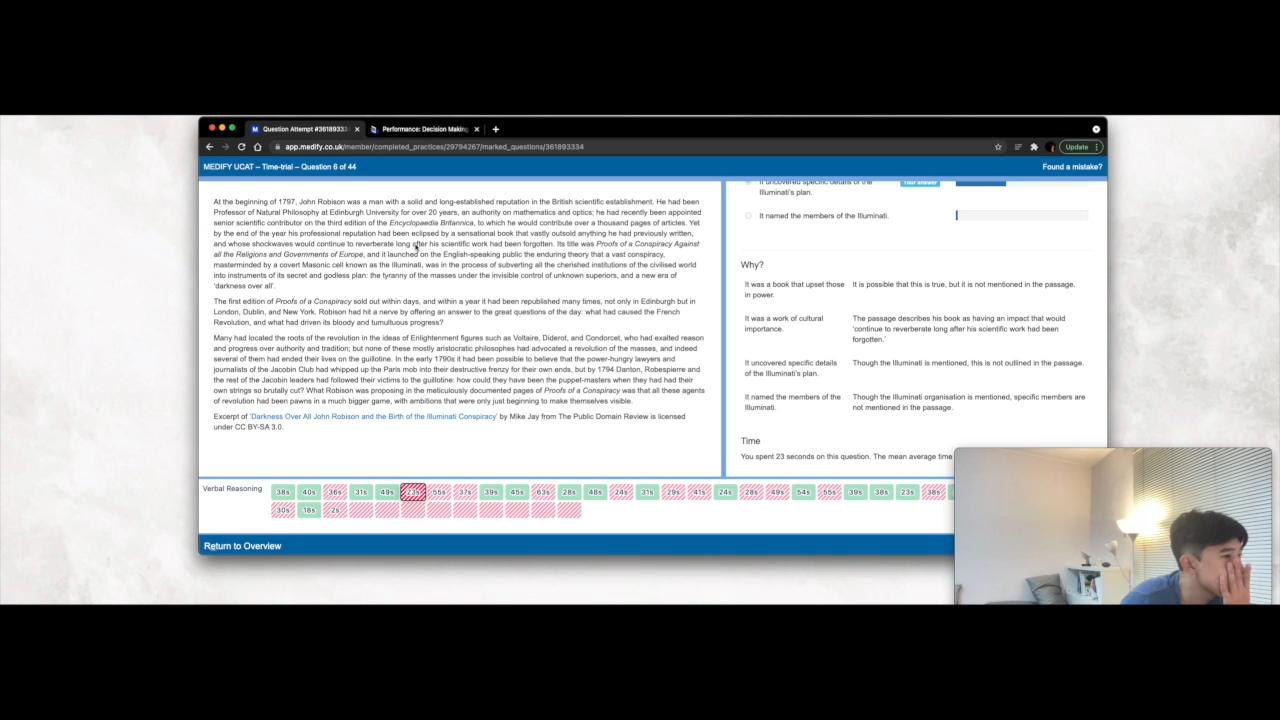 Question Attempt #361893334
Performance: Decision Making
app.medify.co.uk/member/completed_practices/29794267/marked_questions/361893334
Update
MEDIFY UCAT – Time-trial – Question 6 of 44
Found a mistake?
At the beginning of 1797, John Robison was a man with a solid and long-established reputation in the British scientific establishment. He had been
Professor of Natural Philosophy at Edinburgh University for over 20 years, an authority on mathematics and optics; he had recently been appointed
senior scientific contributor on the third edition of the Encyclopaedia Britannica, to which he would contribute over a thousand pages of articles. Yet
by the end of the year his professional reputation had been eclipsed by a sensational book that vastly outsold anything he had previously written,
and whose shockwaves would continue to reverberate long after his scientific work had been forgotten. Its title was Proofs of a Conspiracy Against
all the Religions and Governments of Europe, and it launched on the English-speaking public the enduring theory that a vast conspiracy,
masterminded by a covert Masonic cell known as the Illuminati, was in the process of subverting all the cherished institutions of the civilised world
into instruments of its secret and godless plan: the tyranny of the masses under the invisible control of unknown superiors, and a new era of
'darkness over all'.
The first edition of Proofs of a Conspiracy sold out within days, and within a year it had been republished many times, not only in Edinburgh but in
London, Dublin, and New York. Robison had hit a nerve by offering an answer to the great questions of the day: what had caused the French
Revolution, and what had driven its bloody and tumultuous progress?
Many had located the roots of the revolution in the ideas of Enlightenment figures such as Voltaire, Diderot, and Condorcet, who had exalted reason
and progress over authority and tradition; but none of these mostly aristocratic philosophes had advocated a revolution of the masses, and indeed
several of them had ended their lives on the guillotine. In the early 1790s it had been possible to believe that the power-hungry lawyers and
journalists of the Jacobin Club had whipped up the Paris mob into their destructive frenzy for their own ends, but by 1794 Danton, Robespierre and
the rest of the Jacobin leaders had followed their victims to the guillotine: how could they have been the puppet-masters when they had had their
own strings so brutally cut? What Robison was proposing in the meticulously documented pages of Proofs of a Conspiracy was that all these agents
of revolution had been pawns in a much bigger game, with ambitions that were only just beginning to make themselves visible.
Excerpt of 'Darkness Over All John Robison and the Birth of the Illuminati Conspiracy' by Mike Jay from The Public Domain Review is licensed
under CC BY-SA 3.0.
It uncovered specific details of the
Illuminati's plan.
Your answer
It named the members of the Illuminati.
Why?
It was a book that upset those
in power.
It is possible that this is true, but it is not mentioned in the passage.
It was a work of cultural
importance.
The passage describes his book as having an impact that would
'continue to reverberate long after his scientific work had been
forgotten.'
It uncovered specific details
of the Illuminati's plan.
Though the Illuminati is mentioned, this is not outlined in the passage.
It named the members of the
Illuminati.
Though the Illuminati organisation is mentioned, specific members are
not mentioned in the passage.
Time
You spent 23 seconds on this question. The mean average time
Verbal Reasoning
38s 40s 36s 31s 49s 23s 55s 37s 39s 45s 63s 28s 48s 24s 31s 29s 41s 24s 28s 49s 54s 55s 39s 38s 23s 38s
30s 18s 2s
Return to Overview